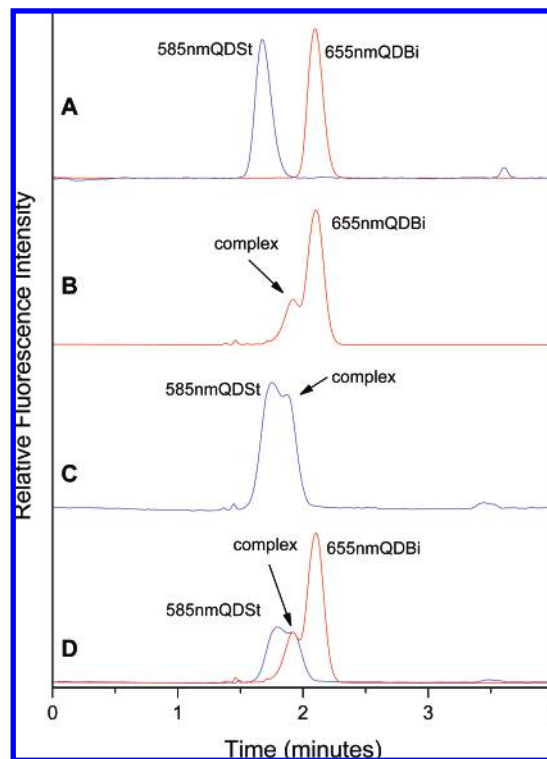 585nmQDSt
655nmQDBi
A
complex
655nmQDBi
B
585nmQDSt
complex
C
complex
655nmQDBi
585nmQDSt
D
Relative Fluorescence Intensity
0
1
2
3
Time (minutes)